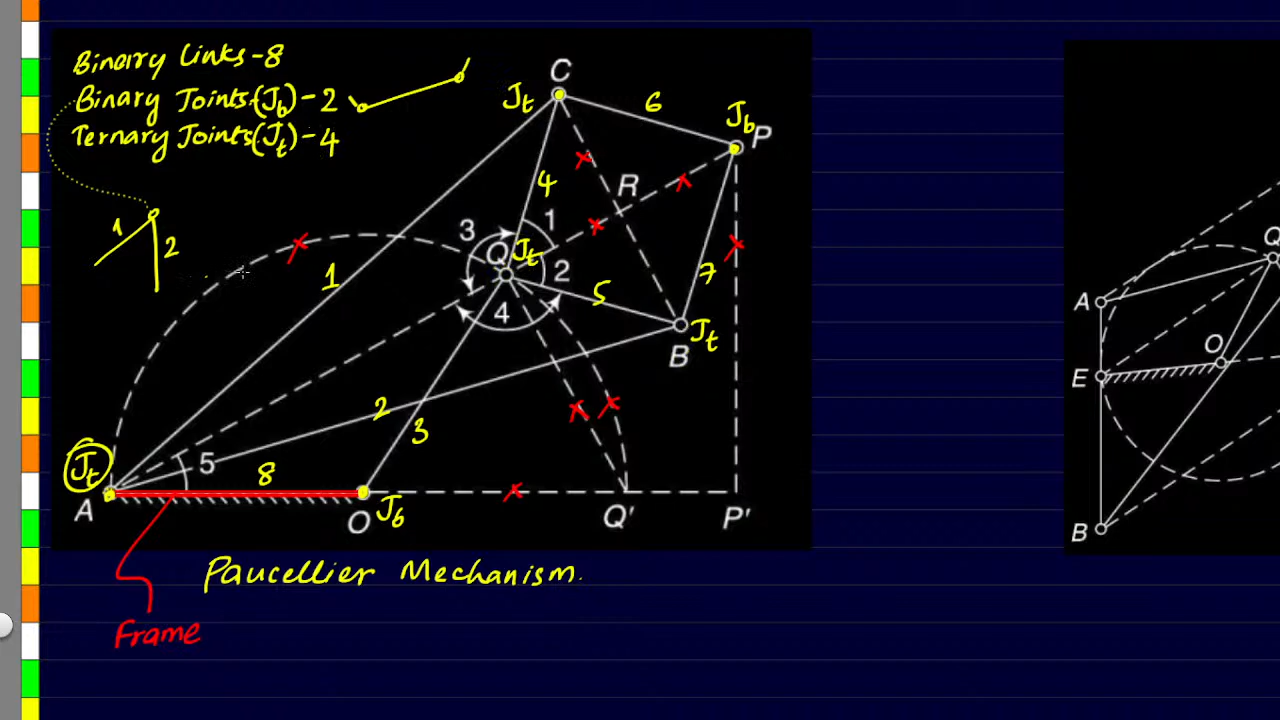 Binary Links-8
Binary Joints(Jb)-2
Ternary Joints(Jt)-4
1
2
C
Jt
6
Jb
P
4
R
3
1
Q
Jt
2
7
1
5
4
B
Jt
2
3
Jt
5
8
A
O
Jb
Q'
P'
Paucellier Mechanism.
Frame
Q
A
O
E
B